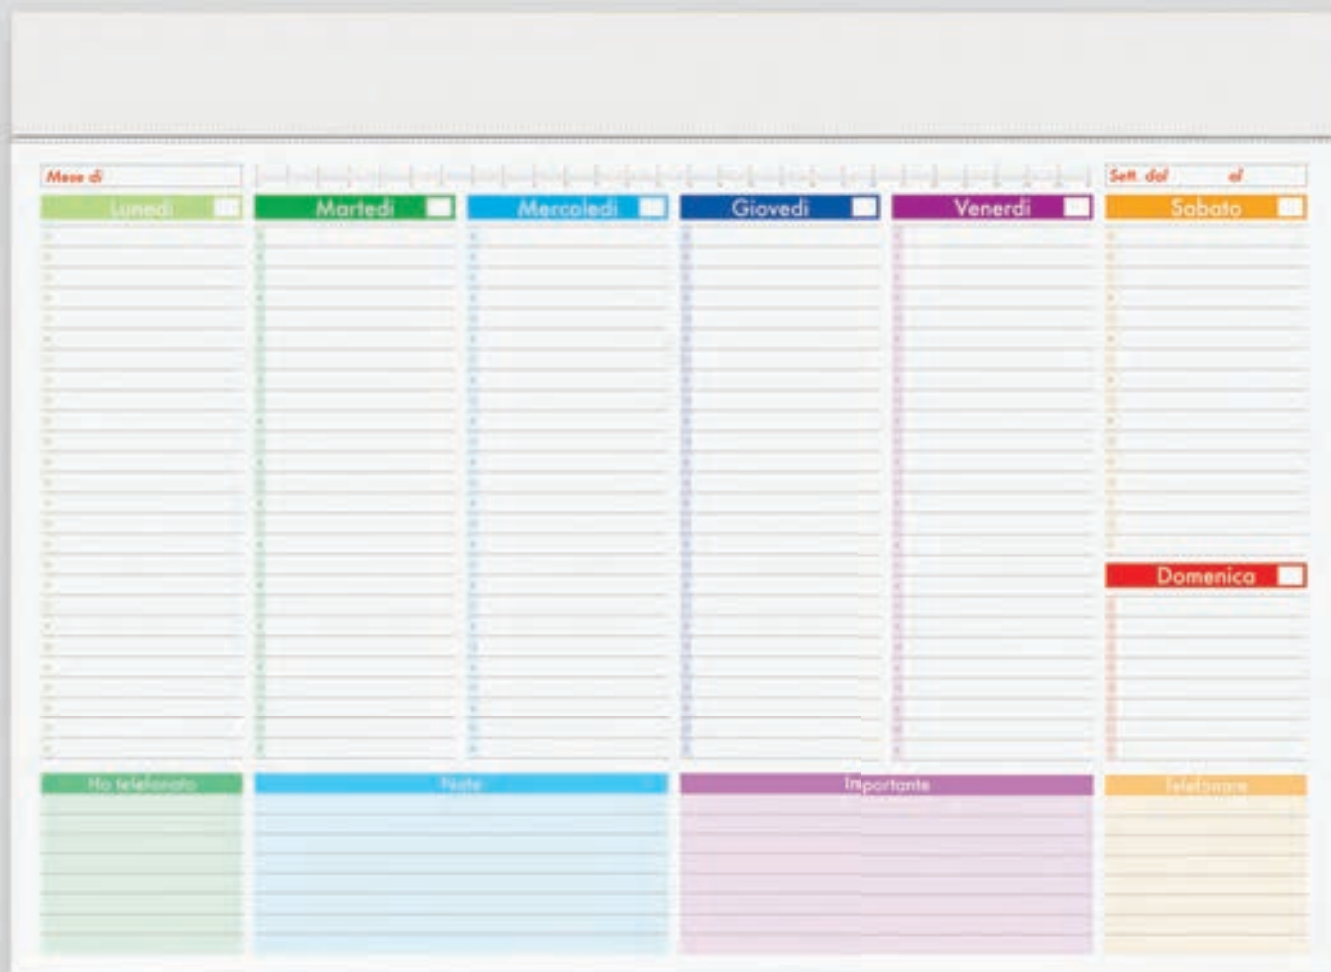 Mese di
Sett. dal al
Lunedì Martedì Mercoledì Giovedì Venerdì Sabato
Domenica
Ho telefonato Note Importante Telefonare